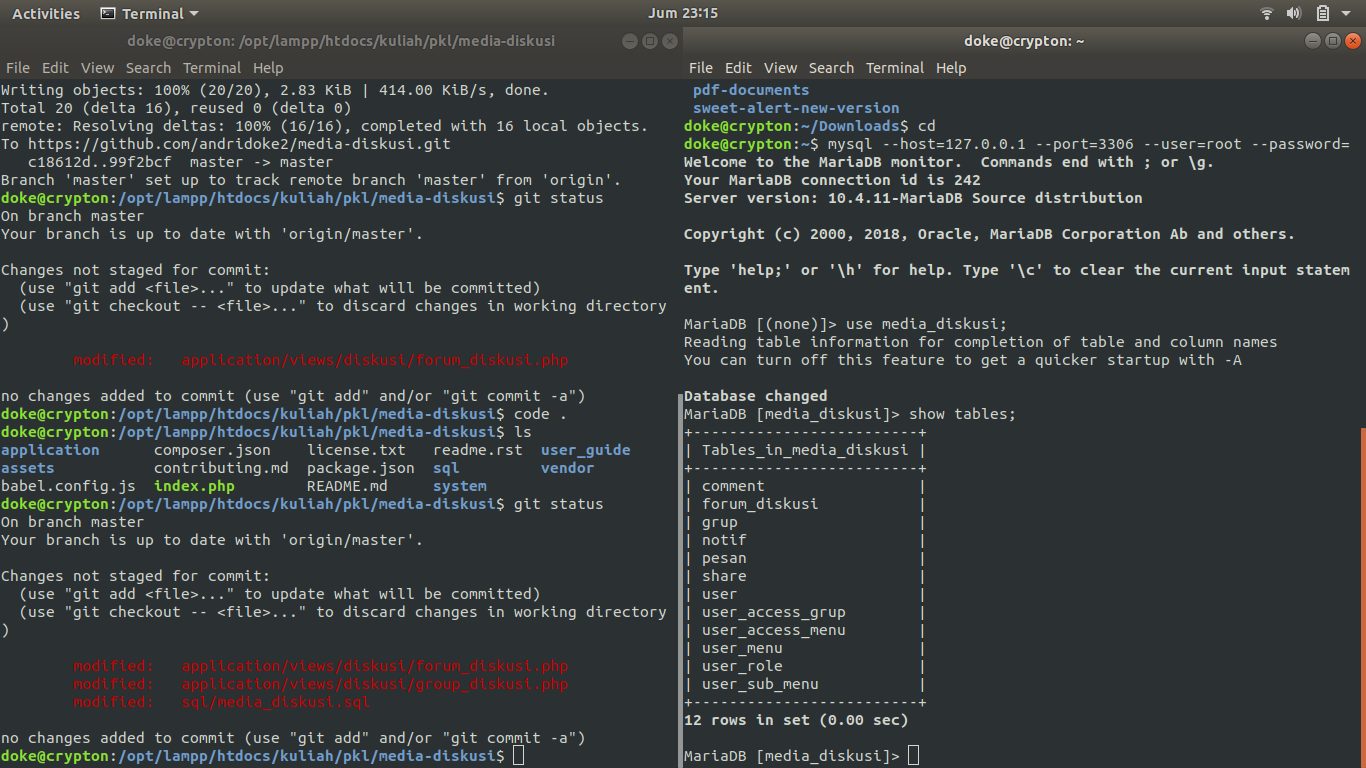 Activities Terminal Jum 23:15
doke@crypton: /opt/lampp/htdocs/kuliah/pkl/media-diskusi
File Edit View Search Terminal Help
Writing objects: 100% (20/20), 2.83 KiB | 414.00 KiB/s, done.
Total 20 (delta 16), reused 0 (delta 0)
remote: Resolving deltas: 100% (16/16), completed with 16 local objects.
To https://github.com/andridoke2/media-diskusi.git
   c18612d..99f2bcf  master -> master
Branch 'master' set up to track remote branch 'master' from 'origin'.
doke@crypton:/opt/lampp/htdocs/kuliah/pkl/media-diskusi$ git status
On branch master
Your branch is up to date with 'origin/master'.

Changes not staged for commit:
  (use "git add <file>..." to update what will be committed)
  (use "git checkout -- <file>..." to discard changes in working directory
)

        modified:   application/views/diskusi/forum_diskusi.php

no changes added to commit (use "git add" and/or "git commit -a")
doke@crypton:/opt/lampp/htdocs/kuliah/pkl/media-diskusi$ code .
doke@crypton:/opt/lampp/htdocs/kuliah/pkl/media-diskusi$ ls
application      composer.json    license.txt   readme.rst  user_guide
assets           contributing.md  package.json  sql         vendor
babel.config.js  index.php        README.md     system
doke@crypton:/opt/lampp/htdocs/kuliah/pkl/media-diskusi$ git status
On branch master
Your branch is up to date with 'origin/master'.

Changes not staged for commit:
  (use "git add <file>..." to update what will be committed)
  (use "git checkout -- <file>..." to discard changes in working directory
)

        modified:   application/views/diskusi/forum_diskusi.php
        modified:   application/views/diskusi/group_diskusi.php
        modified:   sql/media_diskusi.sql

no changes added to commit (use "git add" and/or "git commit -a")
doke@crypton:/opt/lampp/htdocs/kuliah/pkl/media-diskusi$
doke@crypton: ~
File Edit View Search Terminal Help
 pdf-documents
 sweet-alert-new-version
doke@crypton:~/Downloads$ cd
doke@crypton:~$ mysql --host=127.0.0.1 --port=3306 --user=root --password=
Welcome to the MariaDB monitor.  Commands end with ; or \g.
Your MariaDB connection id is 242
Server version: 10.4.11-MariaDB Source distribution

Copyright (c) 2000, 2018, Oracle, MariaDB Corporation Ab and others.

Type 'help;' or '\h' for help. Type '\c' to clear the current input statem
ent.

MariaDB [(none)]> use media_diskusi;
Reading table information for completion of table and column names
You can turn off this feature to get a quicker startup with -A

Database changed
MariaDB [media_diskusi]> show tables;
+-------------------------+
| Tables_in_media_diskusi |
+-------------------------+
| comment                 |
| forum_diskusi           |
| grup                    |
| notif                   |
| pesan                   |
| share                   |
| user                    |
| user_access_grup        |
| user_access_menu        |
| user_menu               |
| user_role               |
| user_sub_menu           |
+-------------------------+
12 rows in set (0.00 sec)

MariaDB [media_diskusi]>